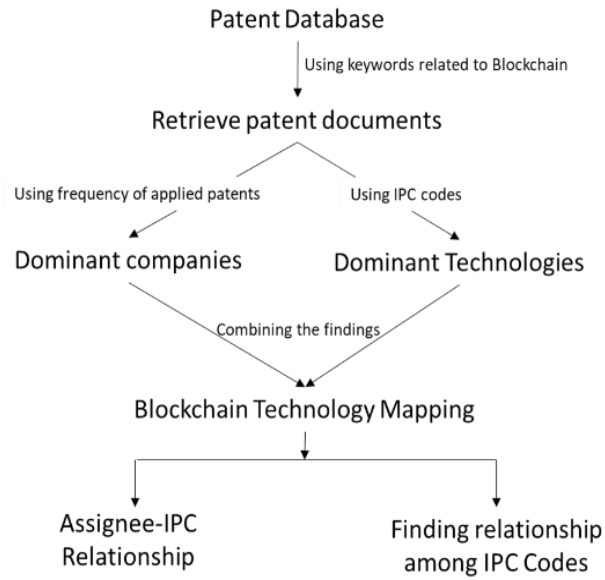 Patent Database
Using keywords related to Blockchain
Retrieve patent documents
Using frequency of applied patents
Using IPC codes
Dominant companies
Dominant Technologies
Combining the findings
Blockchain Technology Mapping
Assignee-IPC
Relationship
Finding relationship
among IPC Codes